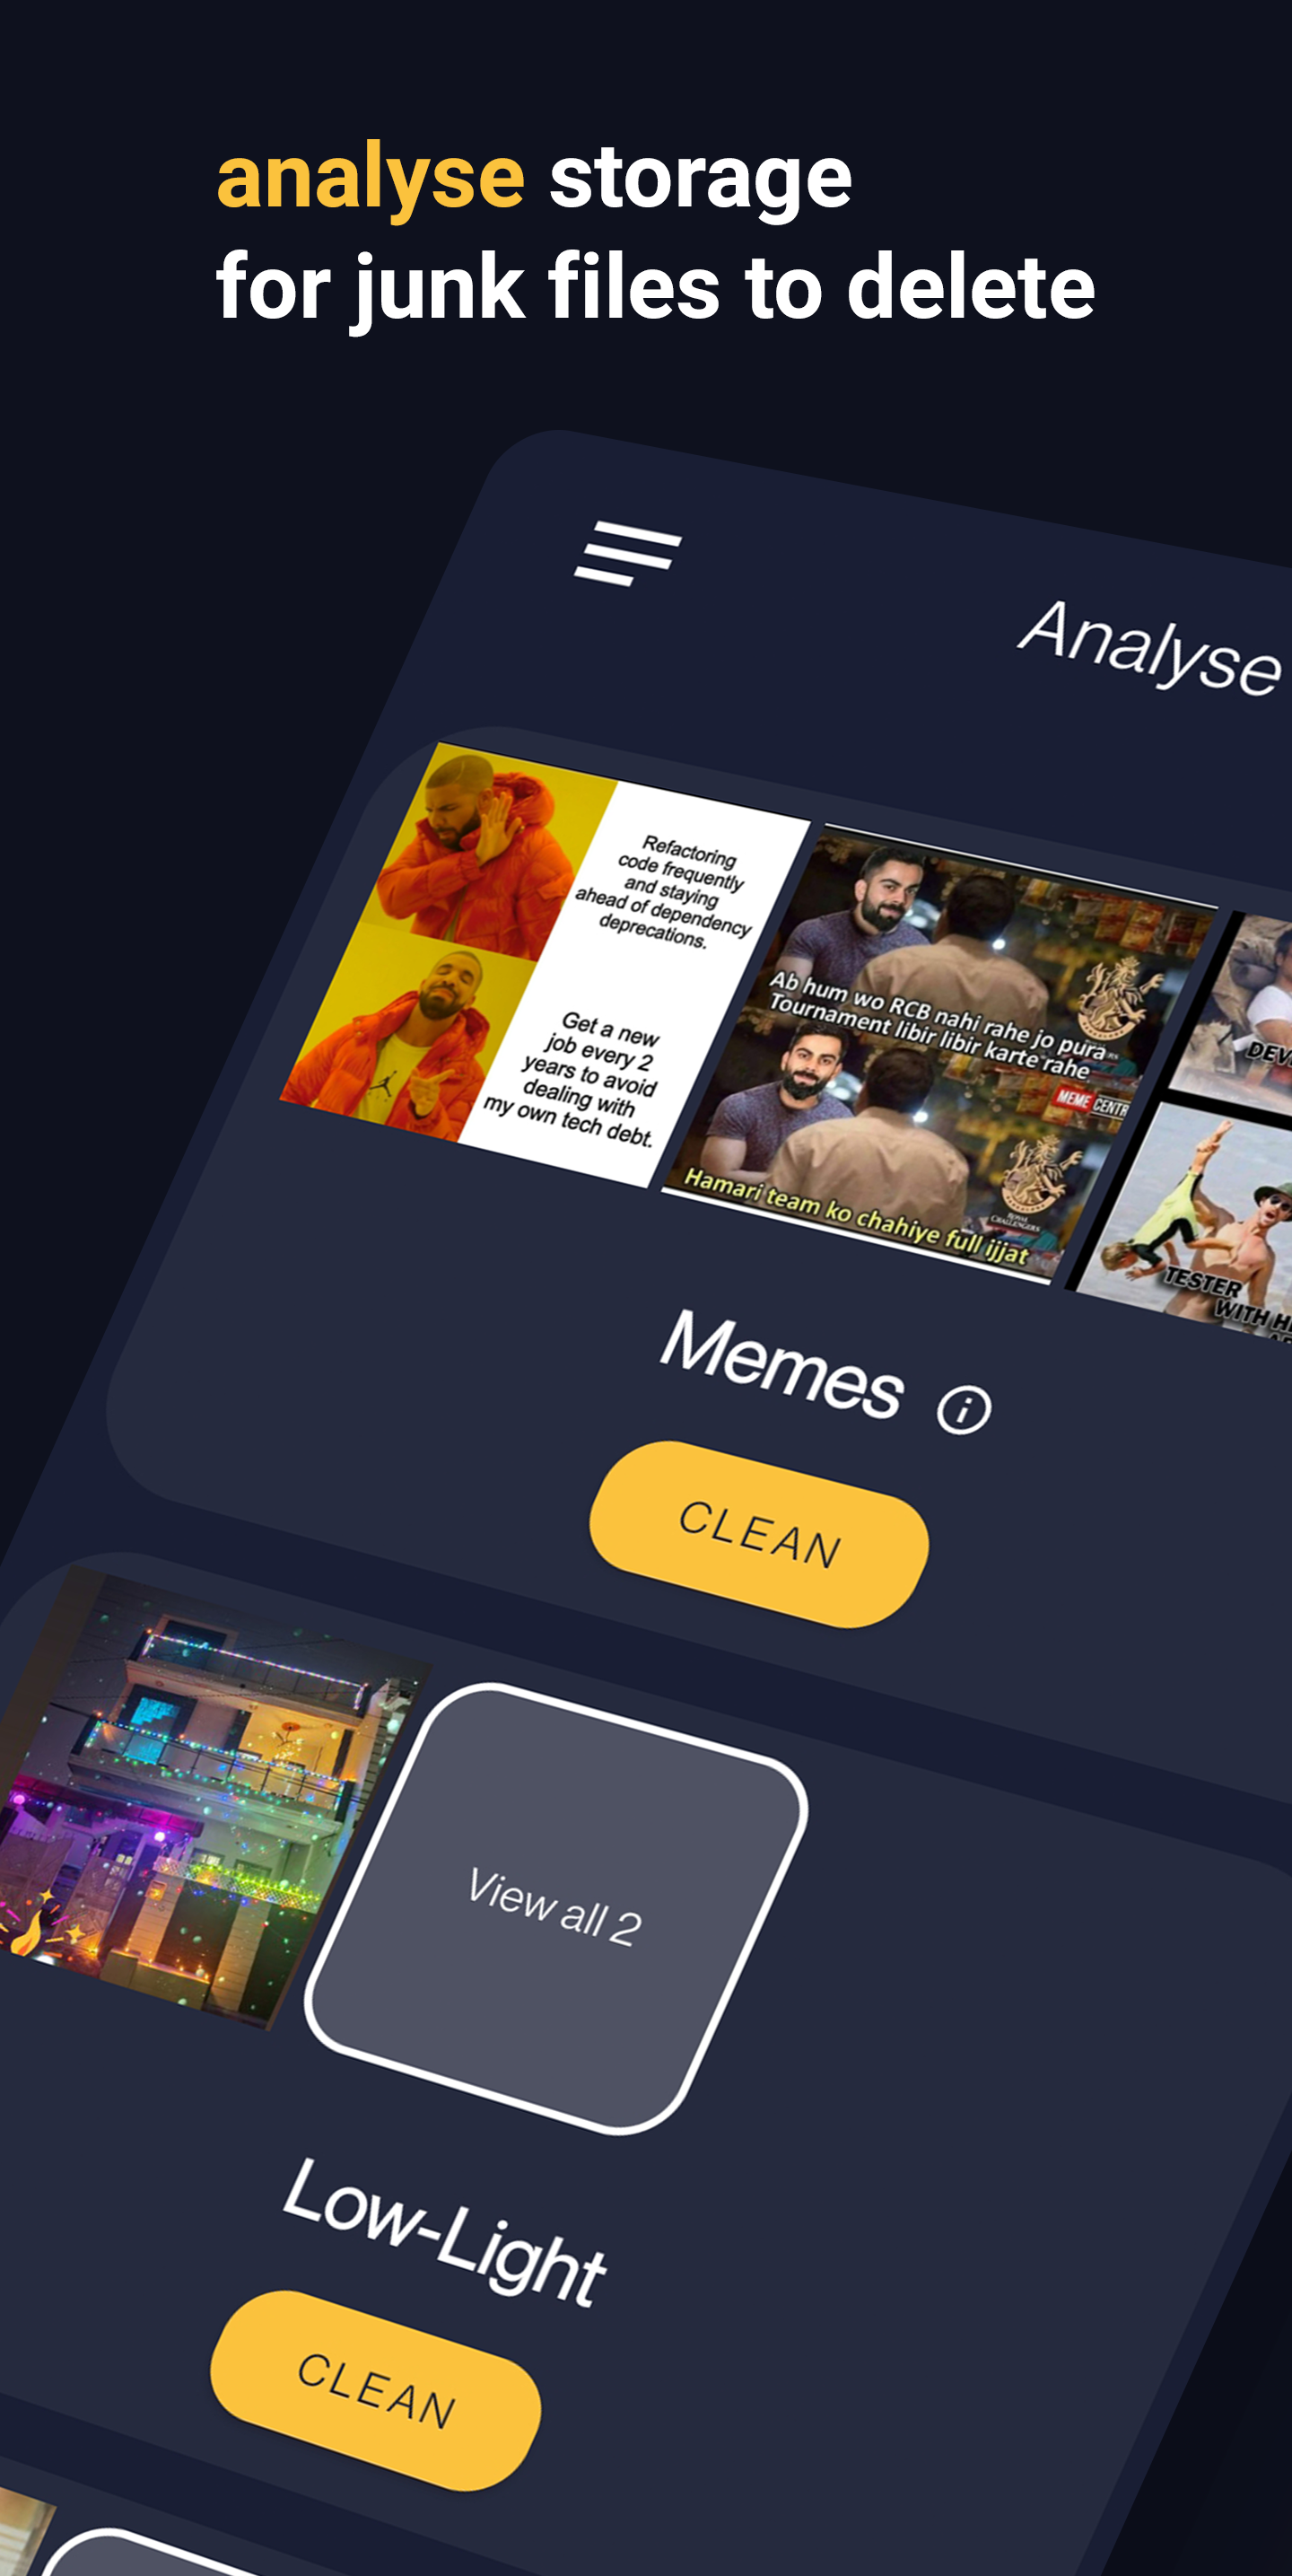 analyse storage
for junk files to delete
Analyse
Refactoring
code frequently
and staying
ahead of dependency
deprecations.
Get a new
job every 2
years to avoid
dealing with
my own tech debt.
Ab hum wo RCB nahi rahe jo pura
Tournament libir libir karte rahe
MEME CENTR
Hamari team ko chahiye full ijjat
ROYAL
CHALLENGERS
DEV
TESTER
WITH H
Memes
CLEAN
View all 2
Low-Light
CLEAN